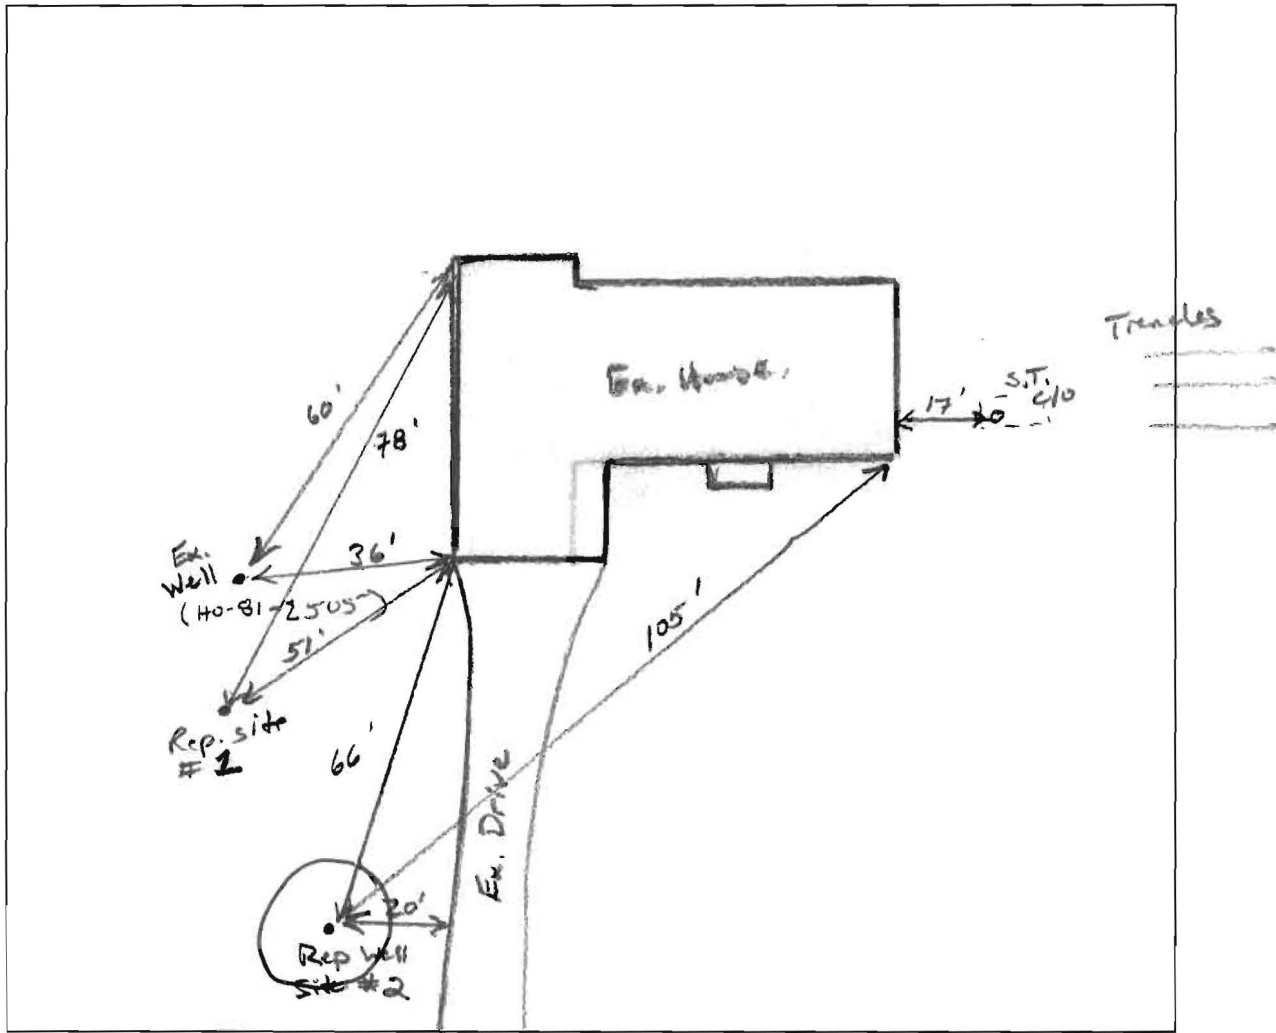 Ex. House.
Trenches
S.T.
c/o
17'
60'
78'
Ex.
Well
36'
(HO-81-2505)
51'
Rep. site
# 1
66'
105'
Ex. Drive
20'
Rep Well
Site #2